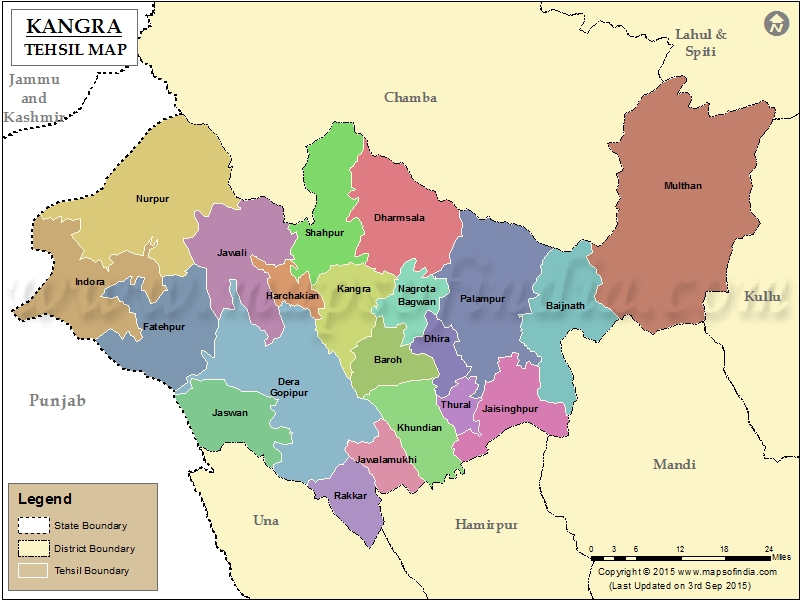 KANGRA
TEHSIL MAP
N
Lahul &
Spiti
Jammu
and
Kashmir
Chamba
Multhan
Nurpur
Dharmsala
Shahpur
Jawali
Indora
Harchakian
Kangra
Nagrota
Bagwan
Palampur
Baijnath
Kullu
www.mapsofindia.com
Fatehpur
Dhira
Baroh
Dera
Gopipur
Punjab
Jaswan
Thural
Jaisinghpur
Khundian
Jawalamukhi
Mandi
Rakkar
Una
Hamirpur
Legend
State Boundary
District Boundary
Tehsil Boundary
0 3 6 12 18 24
Miles
Copyright © 2015 www.mapsofindia.com
(Last Updated on 3rd Sep 2015)